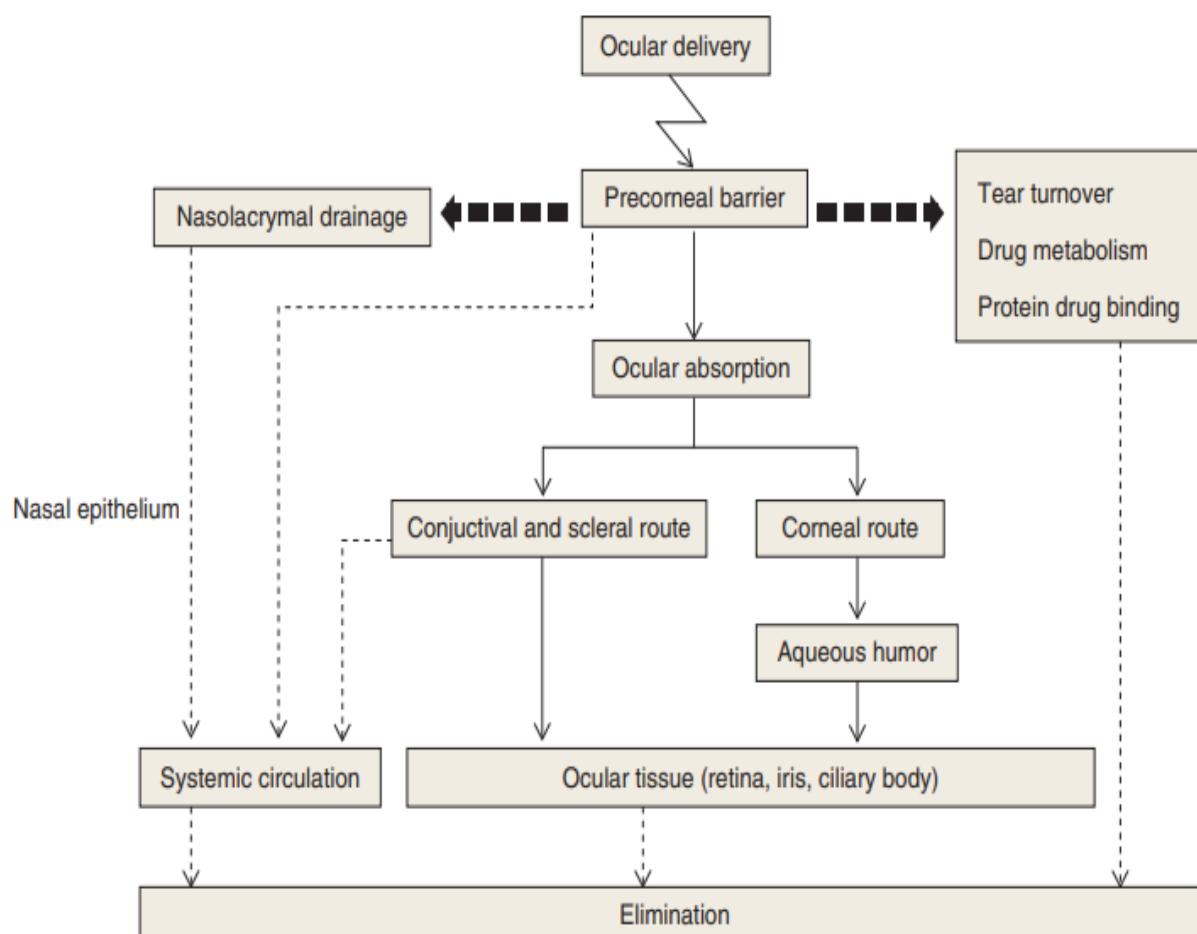 Ocular delivery
Precorneal barrier
Nasolacrymal drainage
Tear turnover
Drug metabolism
Protein drug binding
Ocular absorption
Nasal epithelium
Conjuctival and scleral route
Corneal route
Aqueous humor
Systemic circulation
Ocular tissue (retina, iris, ciliary body)
Elimination